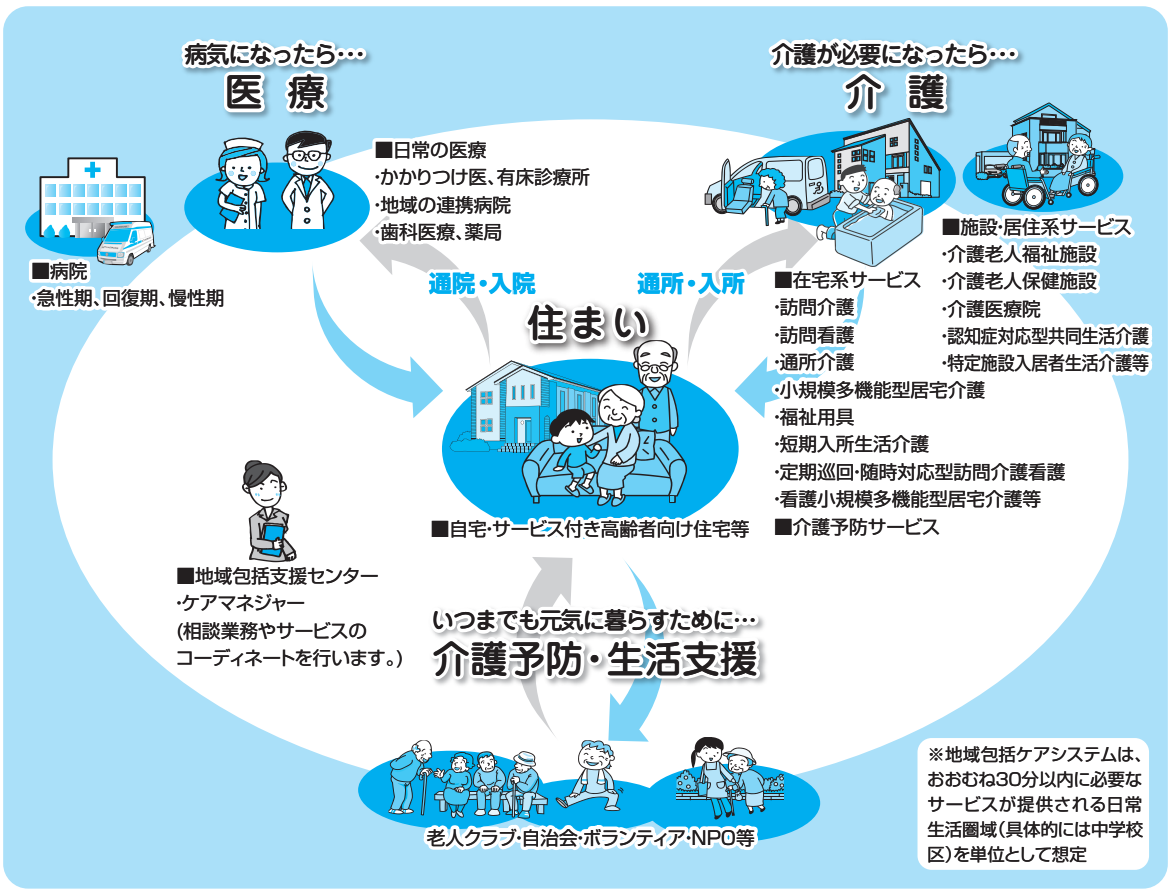 病気になったら…
医療
■日常の医療
・かかりつけ医、有床診療所
・地域の連携病院
・歯科医療、薬局
■病院
・急性期、回復期、慢性期
通院・入院
介護が必要になったら…
介護
■施設・居住系サービス
・介護老人福祉施設
・介護老人保健施設
・介護医療院
・認知症対応型共同生活介護
・特定施設入居者生活介護等
通所・入所
■在宅系サービス
・訪問介護
・訪問看護
・通所介護
・小規模多機能型居宅介護
・福祉用具
・短期入所生活介護
・定期巡回・随時対応型訪問介護看護
・看護小規模多機能型居宅介護等
■介護予防サービス
住まい
■自宅・サービス付き高齢者向け住宅等
■地域包括支援センター
・ケアマネジャー
(相談業務やサービスの
コーディネートを行います。)
いつまでも元気に暮らすために…
介護予防・生活支援
老人クラブ・自治会・ボランティア・NPO等
※地域包括ケアシステムは、
おおむね30分以内に必要な
サービスが提供される日常
生活圏域(具体的には中学校
区)を単位として想定